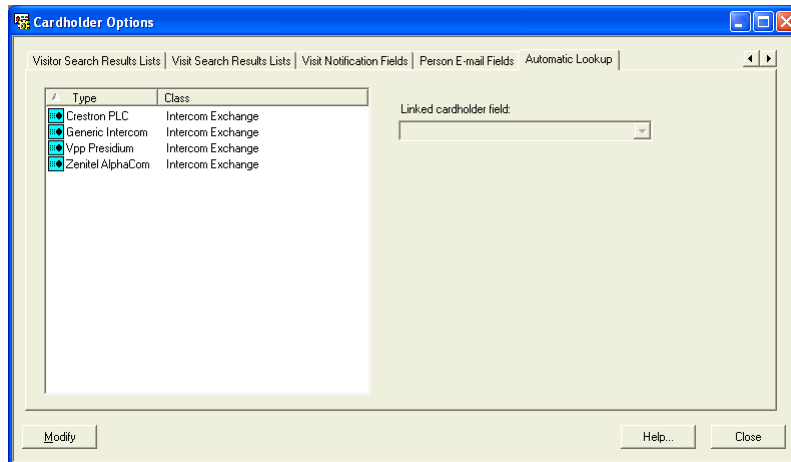 Cardholder Options
Visitor Search Results Lists Visit Search Results Lists Visit Notification Fields Person E-mail Fields Automatic Lookup
Type Class
Crestron PLC Intercom Exchange
Generic Intercom Intercom Exchange
Vpp Presidium Intercom Exchange
Zenitel AlphaCom Intercom Exchange
Linked cardholder field:
Modify Help... Close